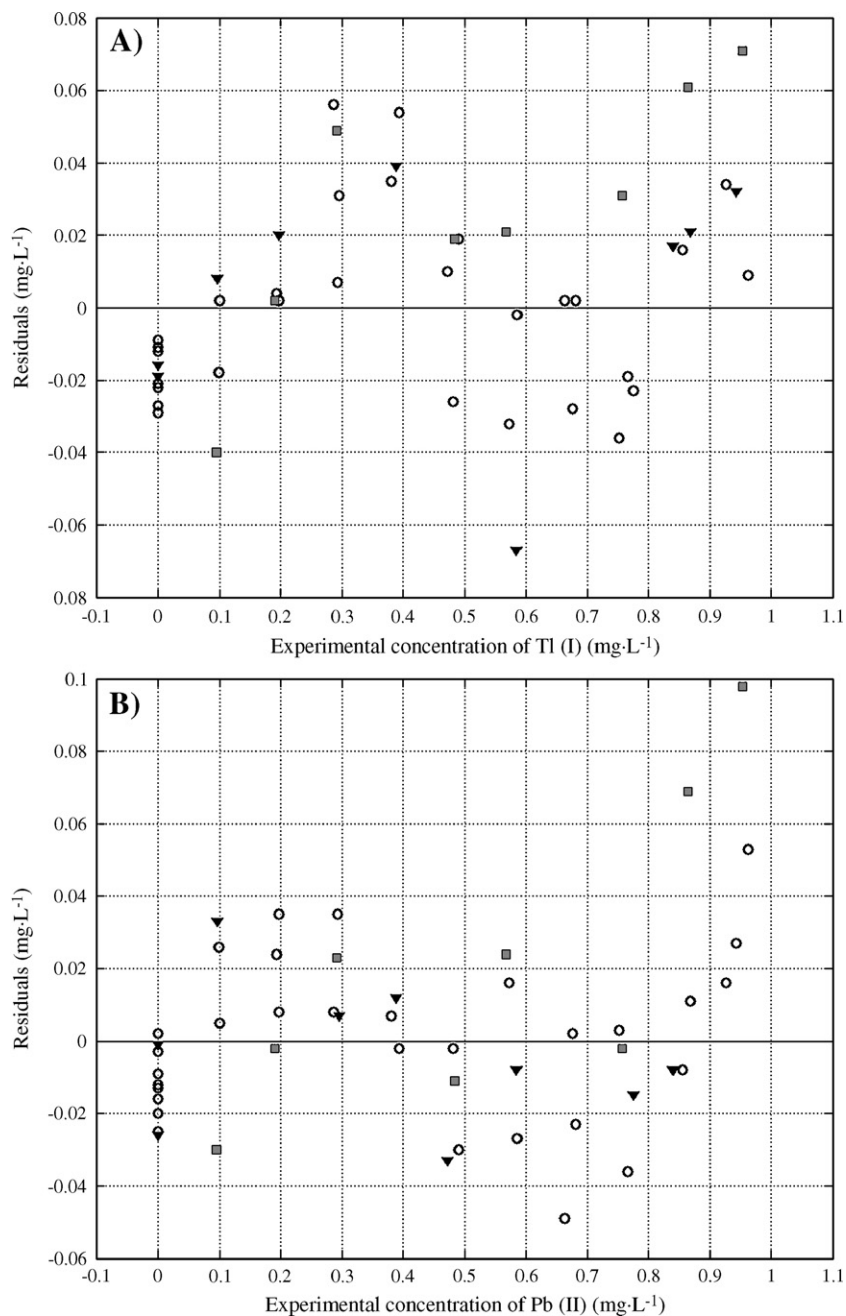 A)
0.08
0.06
0.04
0.02
0
-0.02
-0.04
-0.06
0.08
Residuals (mg·L-1)
-0.1 0 0.1 0.2 0.3 0.4 0.5 0.6 0.7 0.8 0.9 1 1.1
Experimental concentration of Tl (I) (mg·L-1)
B)
0.1
0.08
0.06
0.04
0.02
0
-0.02
-0.04
-0.06
Residuals (mg·L-1)
-0.1 0 0.1 0.2 0.3 0.4 0.5 0.6 0.7 0.8 0.9 1 1.1
Experimental concentration of Pb (II) (mg·L-1)